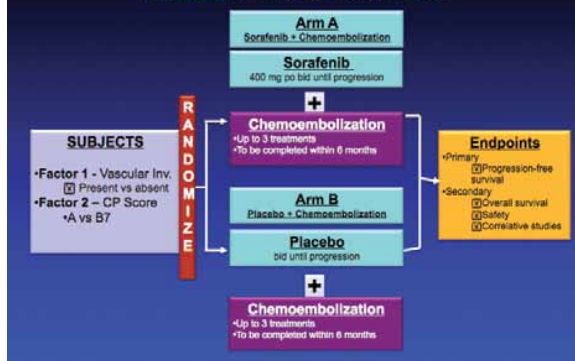 Arm A
Sorafenib + Chemoembolization
Sorafenib
400 mg po bid until progression
+
Chemoembolization
•Up to 3 treatments
•To be completed within 6 months
RANDOMIZE
SUBJECTS
•Factor 1 - Vascular Inv.
Present vs absent
•Factor 2 – CP Score
•A vs B7
Arm B
Placebo + Chemoembolization
Placebo
bid until progression
+
Chemoembolization
•Up to 3 treatments
•To be completed within 6 months
Endpoints
•Primary
Progression-free
survival
•Secondary
Overall survival
Safety
Correlative studies